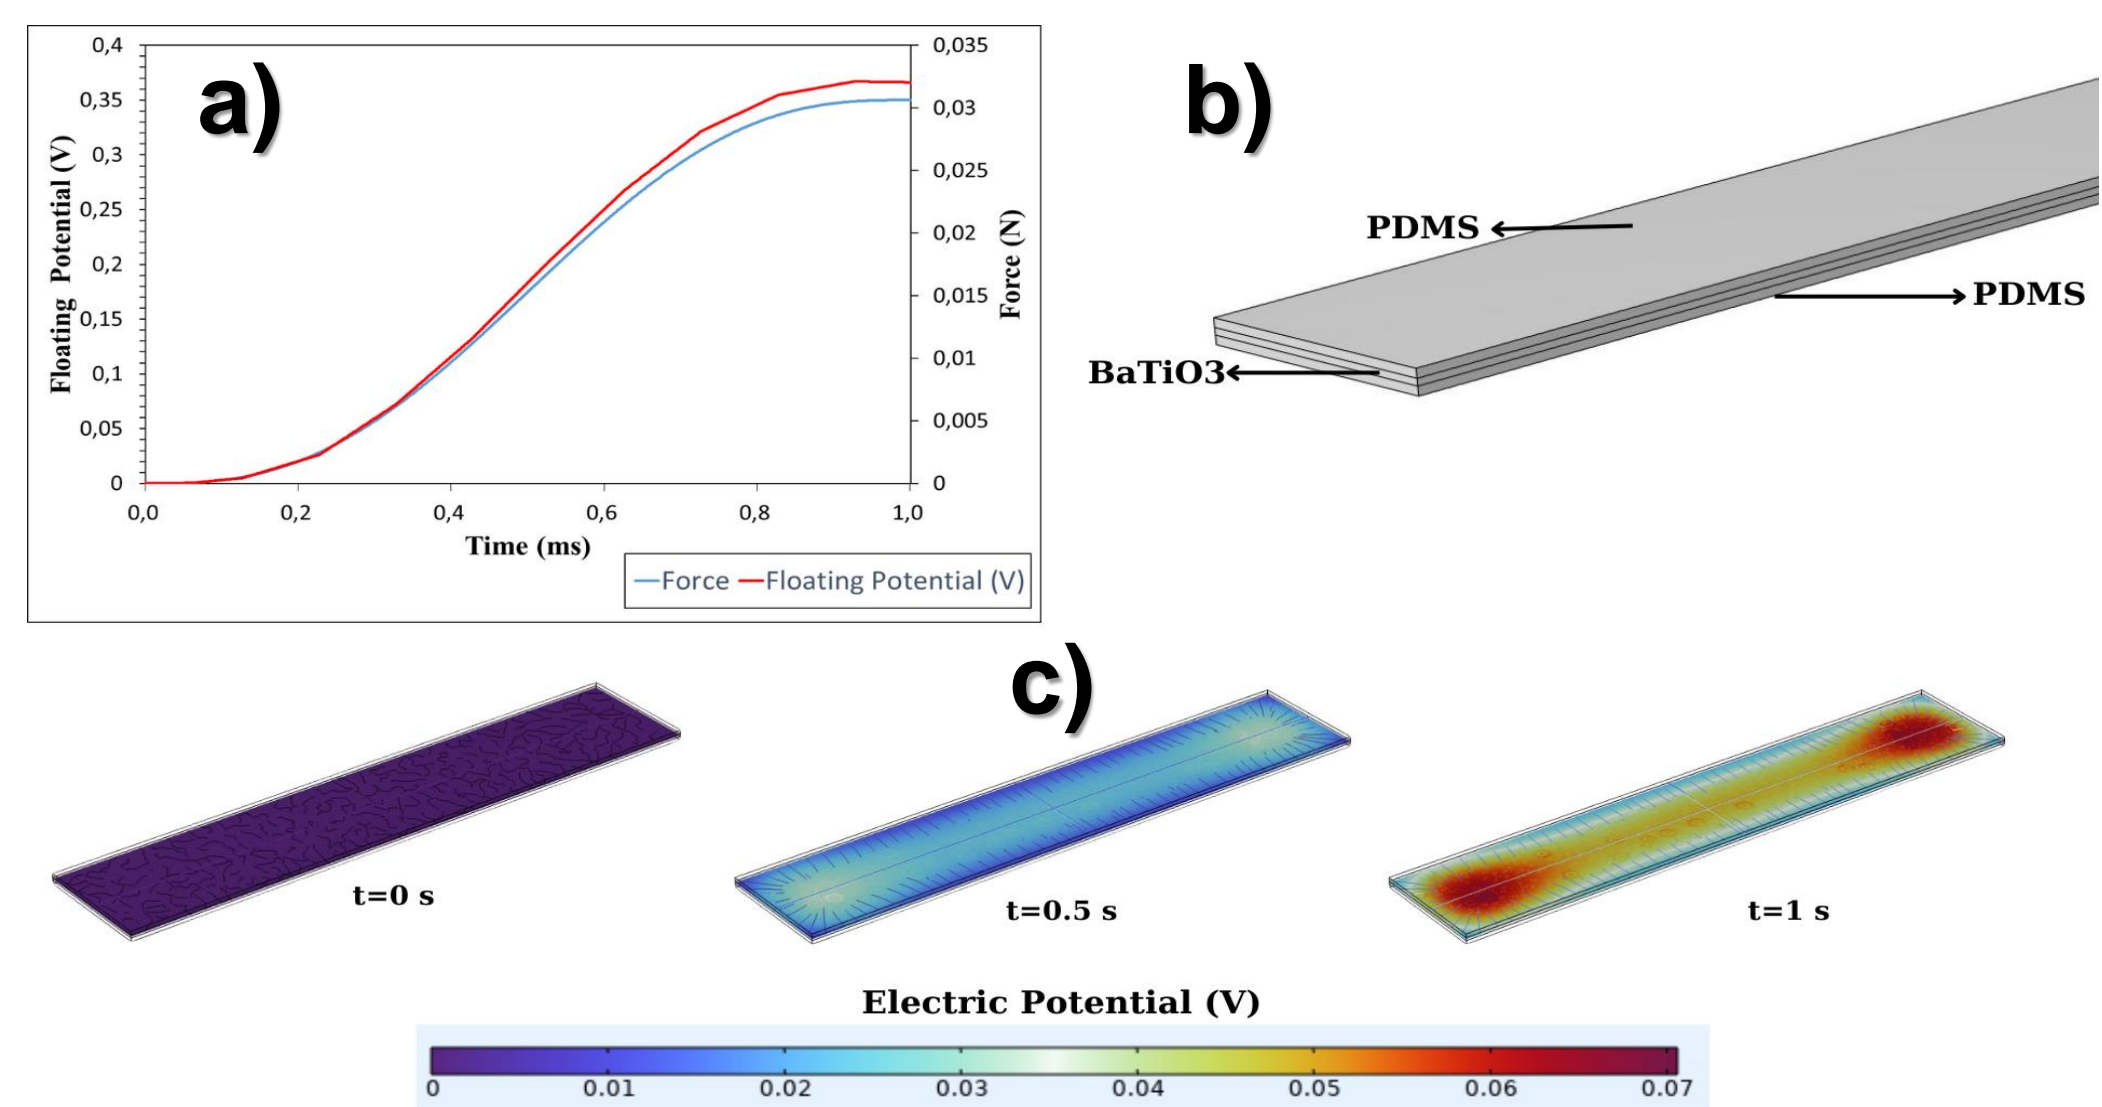 a)
0,4
0,35
0,3
0,25
0,2
0,15
0,1
0,05
0
Floating Potential (V)
0,035
0,03
0,025
0,02
0,015
0,01
0,005
0
Force (N)
0,0 0,2 0,4 0,6 0,8 1,0
Time (ms)
Force Floating Potential (V)
b)
PDMS
PDMS
BaTiO3
c)
t=0 s
t=0.5 s
t=1 s
Electric Potential (V)
0 0.01 0.02 0.03 0.04 0.05 0.06 0.07